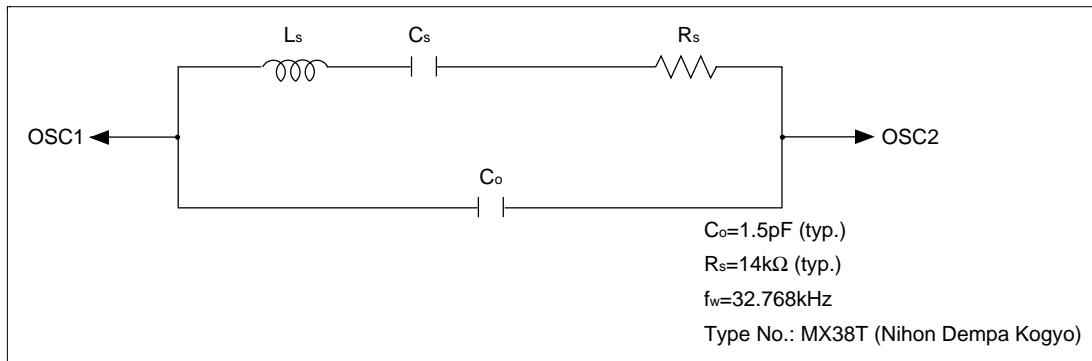 Ls Cs Rs
OSC1 OSC2
Co
Co=1.5pF (typ.)
Rs=14kΩ (typ.)
fw=32.768kHz
Type No.: MX38T (Nihon Dempa Kogyo)